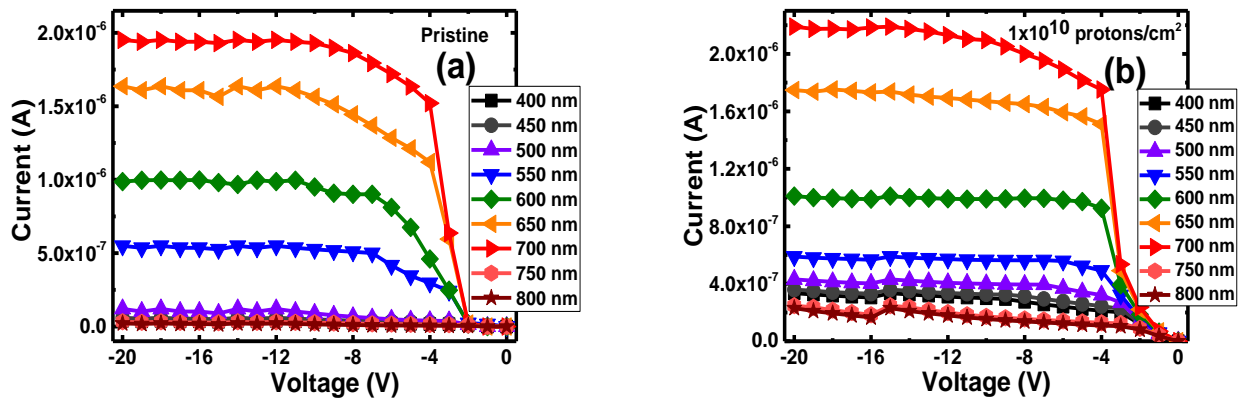 Pristine
(a)
2.0x10⁻⁶
1.5x10⁻⁶
1.0x10⁻⁶
5.0x10⁻⁷
0.0
Current (A)
-20 -16 -12 -8 -4 0
Voltage (V)
400 nm
450 nm
500 nm
550 nm
600 nm
650 nm
700 nm
750 nm
800 nm
1x10¹⁰ protons/cm²
(b)
2.0x10⁻⁶
1.6x10⁻⁶
1.2x10⁻⁶
8.0x10⁻⁷
4.0x10⁻⁷
0.0
Current (A)
-20 -16 -12 -8 -4 0
Voltage (V)
400 nm
450 nm
500 nm
550 nm
600 nm
650 nm
700 nm
750 nm
800 nm